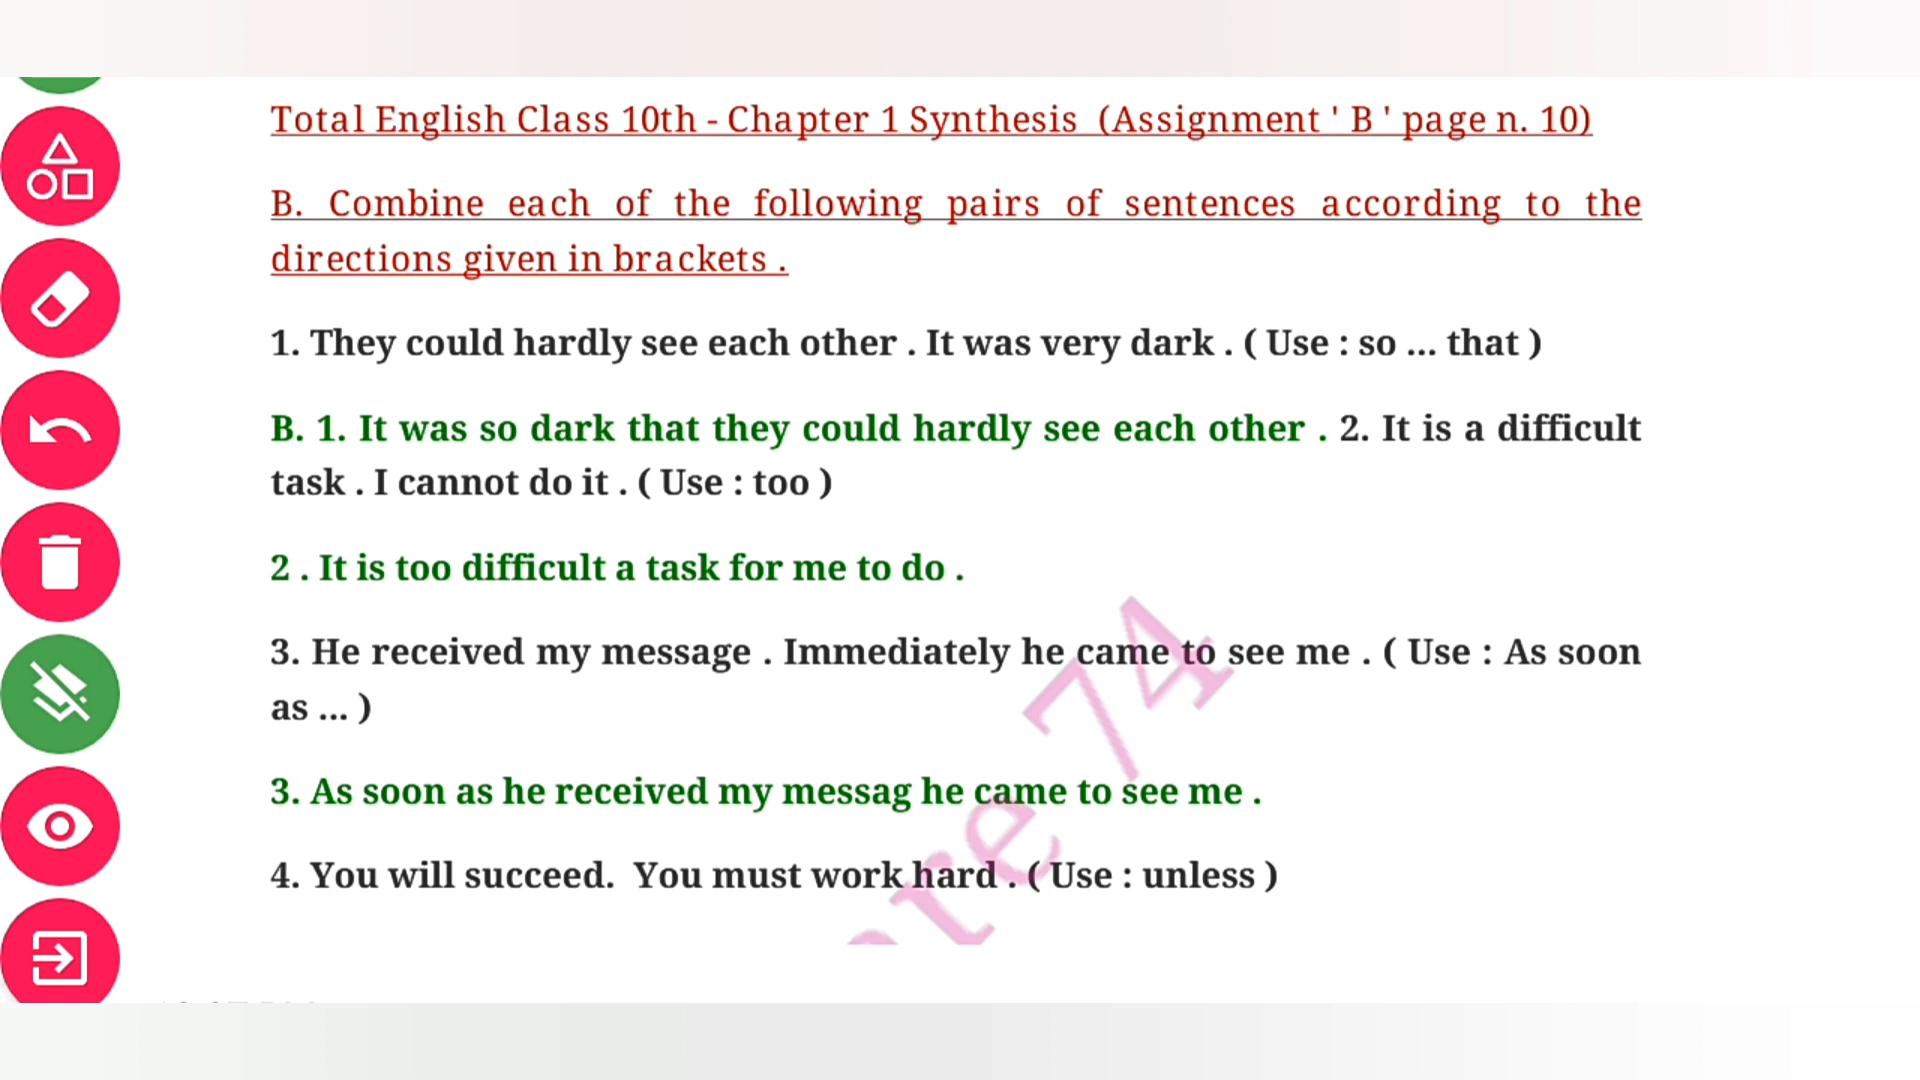 Total English Class 10th - Chapter 1 Synthesis (Assignment ' B ' page n. 10)
B. Combine each of the following pairs of sentences according to the
directions given in brackets .
1. They could hardly see each other . It was very dark . ( Use : so ... that )
B. 1. It was so dark that they could hardly see each other . 2. It is a difficult
task . I cannot do it . ( Use : too )
2 . It is too difficult a task for me to do .
3. He received my message . Immediately he came to see me . ( Use : As soon
as ... )
3. As soon as he received my messag he came to see me .
4. You will succeed. You must work hard . ( Use : unless )
re 74